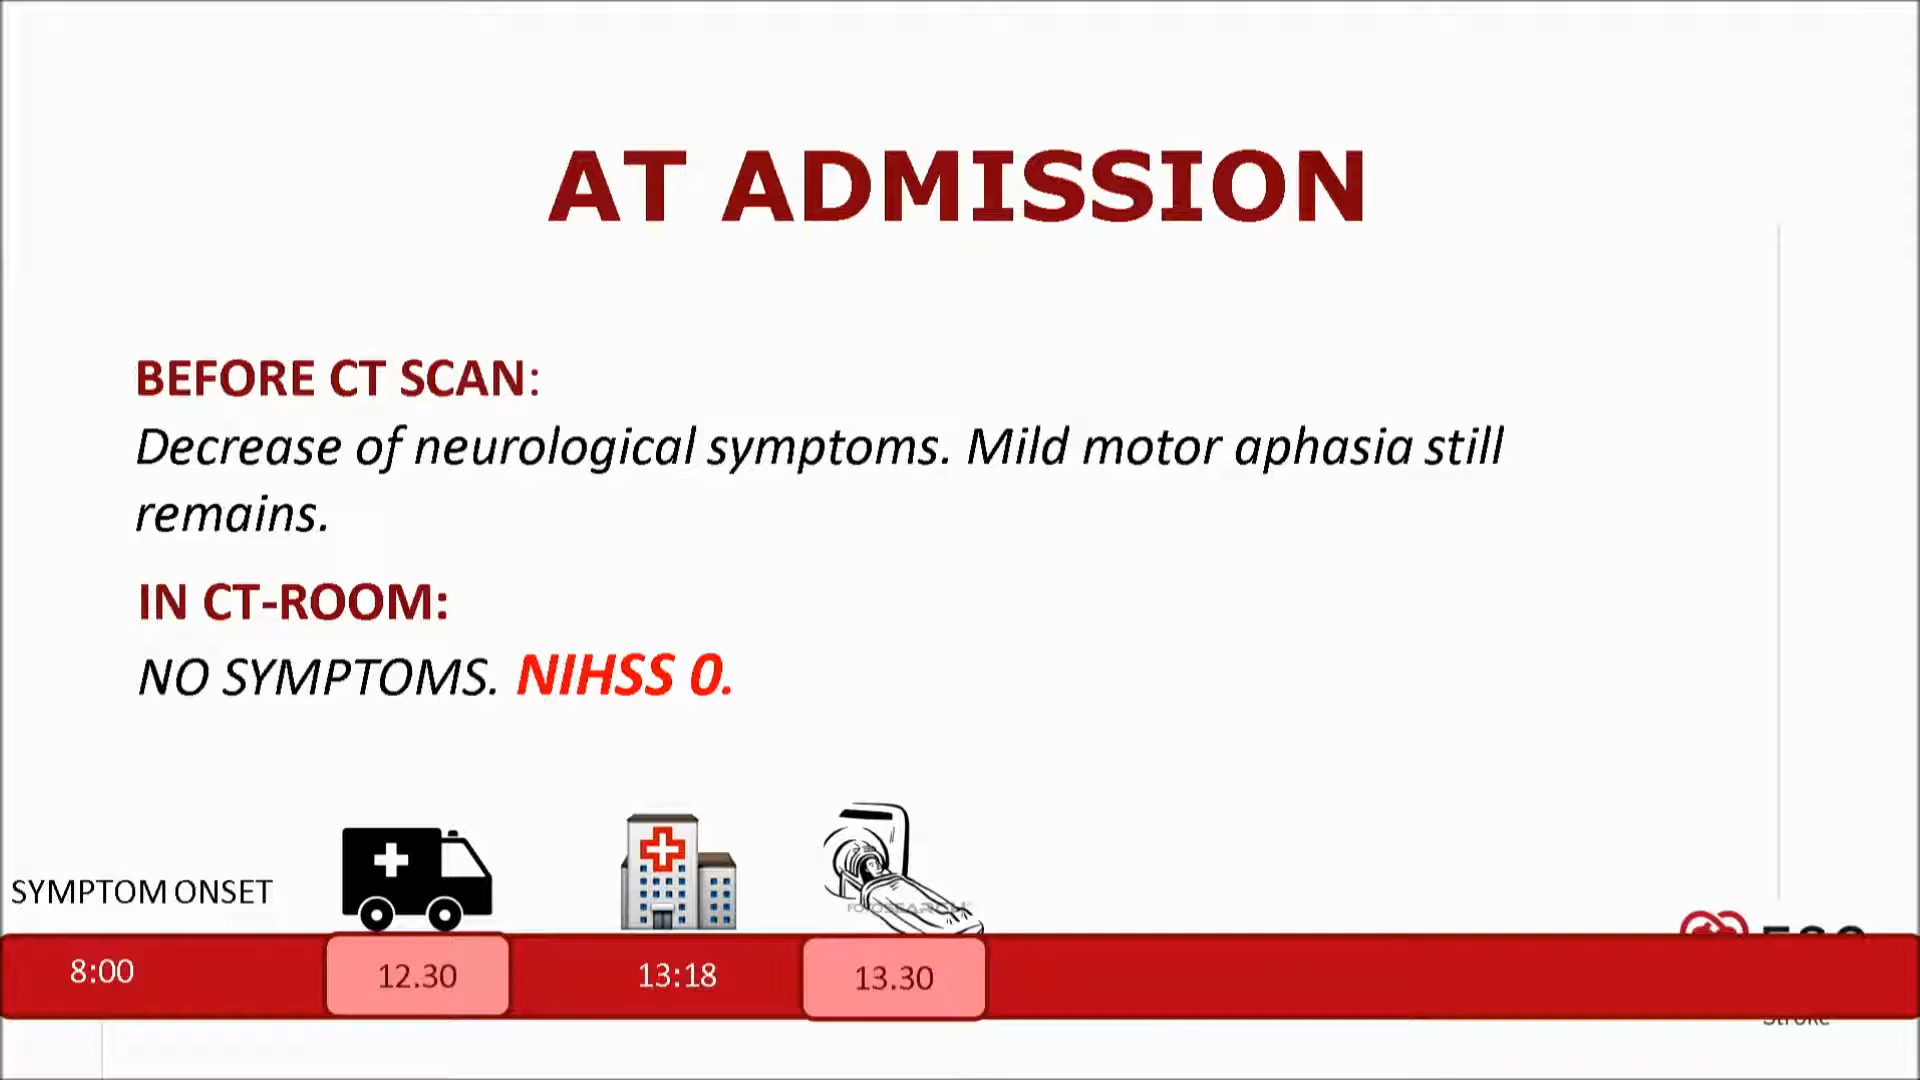 AT ADMISSION
BEFORE CT SCAN:
Decrease of neurological symptoms. Mild motor aphasia still
remains.
IN CT-ROOM:
NO SYMPTOMS. NIHSS 0.
SYMPTOM ONSET
8:00
12.30
13:18
13.30